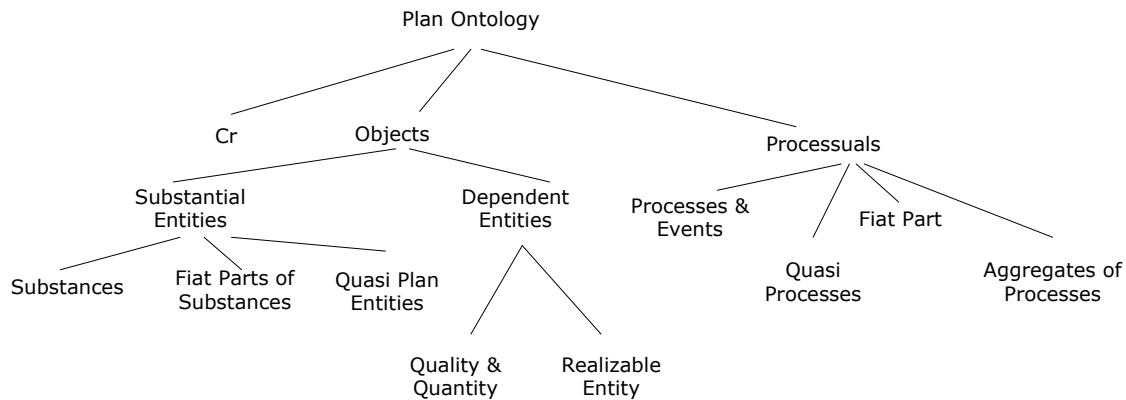 Plan Ontology
Cr
Objects
Processuals
Substantial
Entities
Dependent
Entities
Processes &
Events
Fiat Part
Substances
Fiat Parts of
Substances
Quasi Plan
Entities
Quasi
Processes
Aggregates of
Processes
Quality &
Quantity
Realizable
Entity